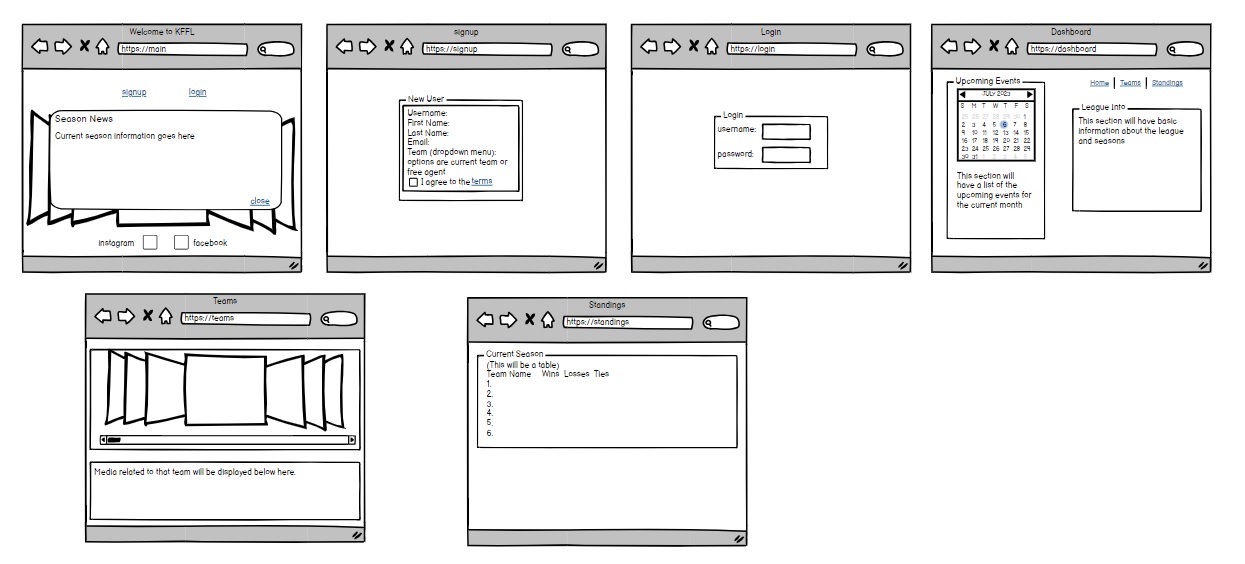 Welcome to KFFL
https://main
signup login
Season News
Current season information goes here
close
instagram facebook
signup
https://signup
New User
Username:
First Name:
Last Name:
Email:
Team (dropdown menu):
options are current team or
free agent
I agree to the terms
Login
https://login
Login
username:
password:
Dashboard
https://dashboard
Upcoming Events
JULY 2023
S M T W T F S
25 26 27 28 29 30 1
2 3 4 5 6 7 8
9 10 11 12 13 14 15
16 17 18 19 20 21 22
23 24 25 26 27 28 29
30 31 1 2 3 4 5
This section will
have a list of the
upcoming events for
the current month
Home Teams Standings
League Info
This section will have basic
information about the league
and seasons
Teams
https://teams
Media related to that team will be displayed below here.
Standings
https://standings
Current Season
(This will be a table)
Team Name Wins Losses Ties
1.
2.
3.
4.
5.
6.